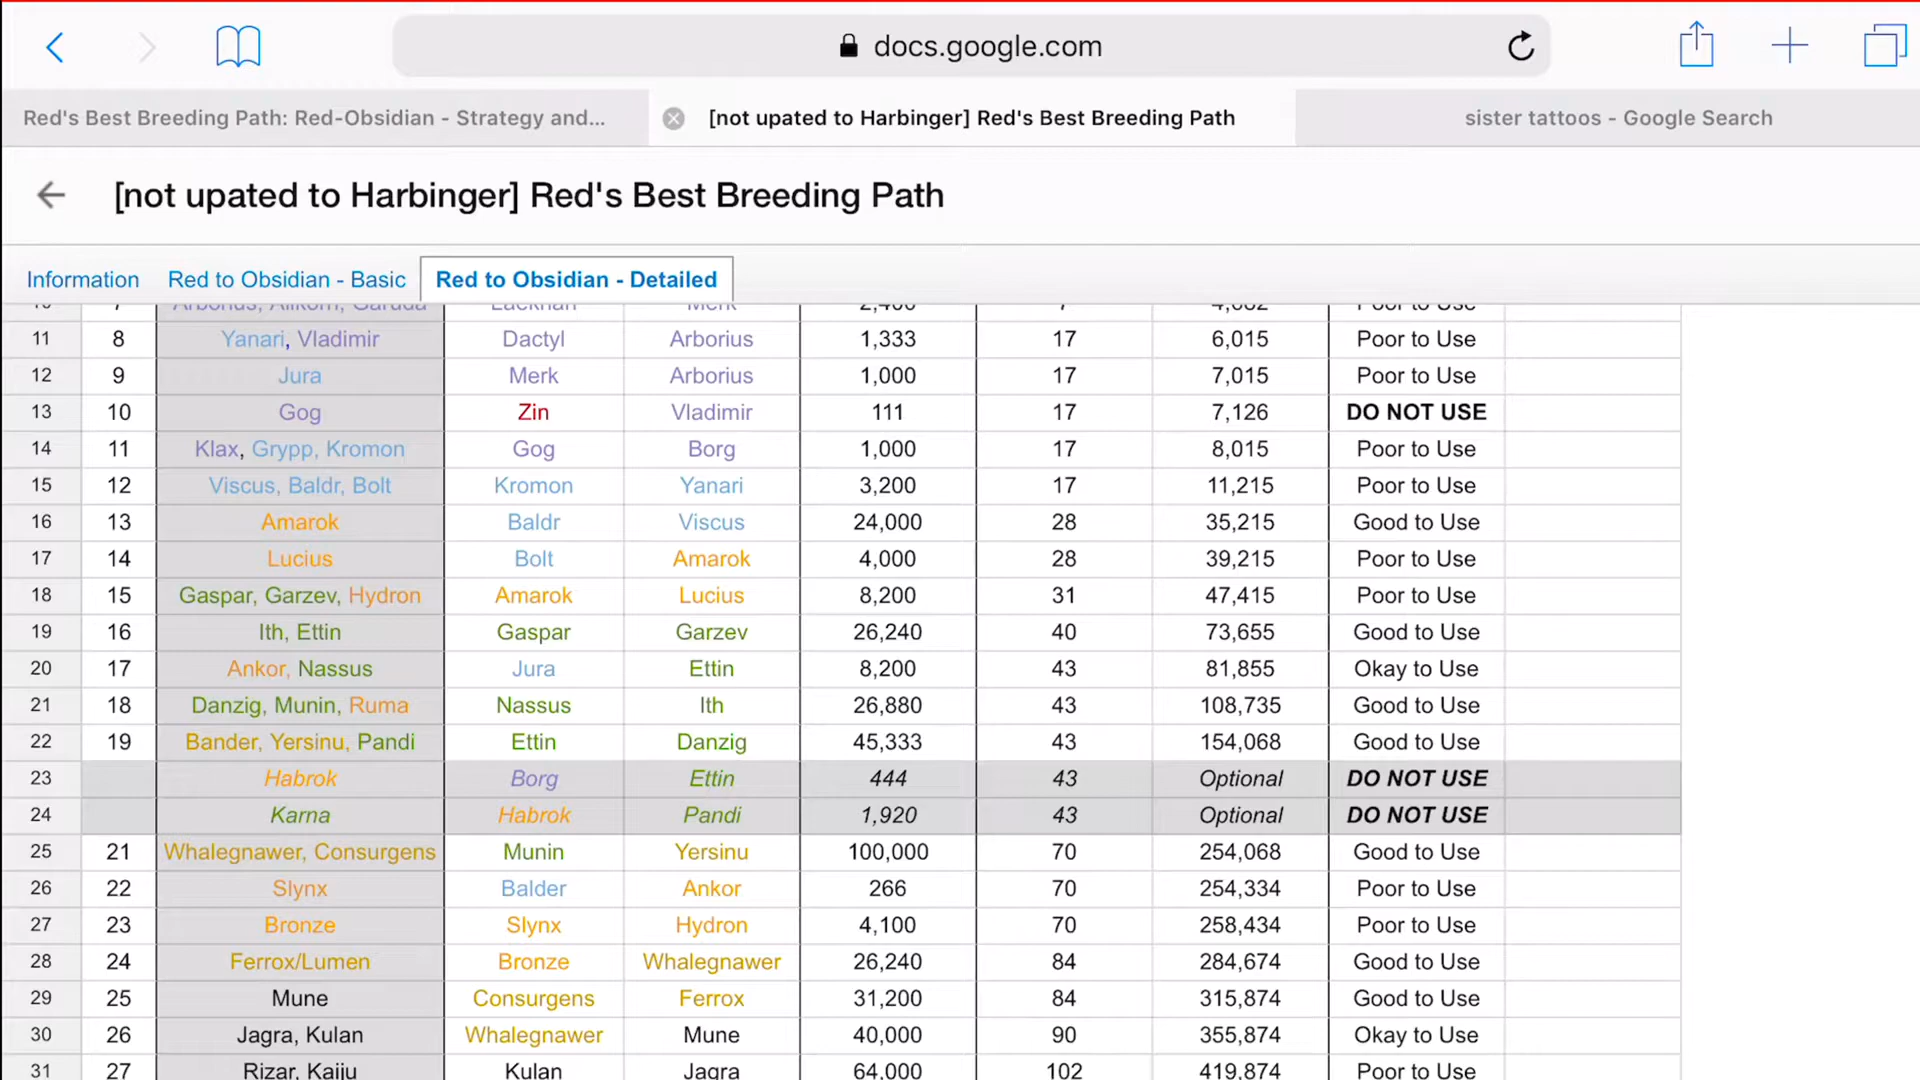 docs.google.com
Red's Best Breeding Path: Red-Obsidian - Strategy and...
[not upated to Harbinger] Red's Best Breeding Path
sister tattoos - Google Search
[not upated to Harbinger] Red's Best Breeding Path
Information Red to Obsidian - Basic Red to Obsidian - Detailed
11 8 Yanari, Vladimir Dactyl Arborius 1,333 17 6,015 Poor to Use
12 9 Jura Merk Arborius 1,000 17 7,015 Poor to Use
13 10 Gog Zin Vladimir 111 17 7,126 DO NOT USE
14 11 Klax, Grypp, Kromon Gog Borg 1,000 17 8,015 Poor to Use
15 12 Viscus, Baldr, Bolt Kromon Yanari 3,200 17 11,215 Poor to Use
16 13 Amarok Baldr Viscus 24,000 28 35,215 Good to Use
17 14 Lucius Bolt Amarok 4,000 28 39,215 Poor to Use
18 15 Gaspar, Garzev, Hydron Amarok Lucius 8,200 31 47,415 Poor to Use
19 16 Ith, Ettin Gaspar Garzev 26,240 40 73,655 Good to Use
20 17 Ankor, Nassus Jura Ettin 8,200 43 81,855 Okay to Use
21 18 Danzig, Munin, Ruma Nassus Ith 26,880 43 108,735 Good to Use
22 19 Bander, Yersinu, Pandi Ettin Danzig 45,333 43 154,068 Good to Use
23 Habrok Borg Ettin 444 43 Optional DO NOT USE
24 Karna Habrok Pandi 1,920 43 Optional DO NOT USE
25 21 Whalegnawer, Consurgens Munin Yersinu 100,000 70 254,068 Good to Use
26 22 Slynx Balder Ankor 266 70 254,334 Poor to Use
27 23 Bronze Slynx Hydron 4,100 70 258,434 Poor to Use
28 24 Ferrox/Lumen Bronze Whalegnawer 26,240 84 284,674 Good to Use
29 25 Mune Consurgens Ferrox 31,200 84 315,874 Good to Use
30 26 Jagra, Kulan Whalegnawer Mune 40,000 90 355,874 Okay to Use
31 27 Rizar, Kaiju Kulan Jagra 64,000 102 419,874 Poor to Use